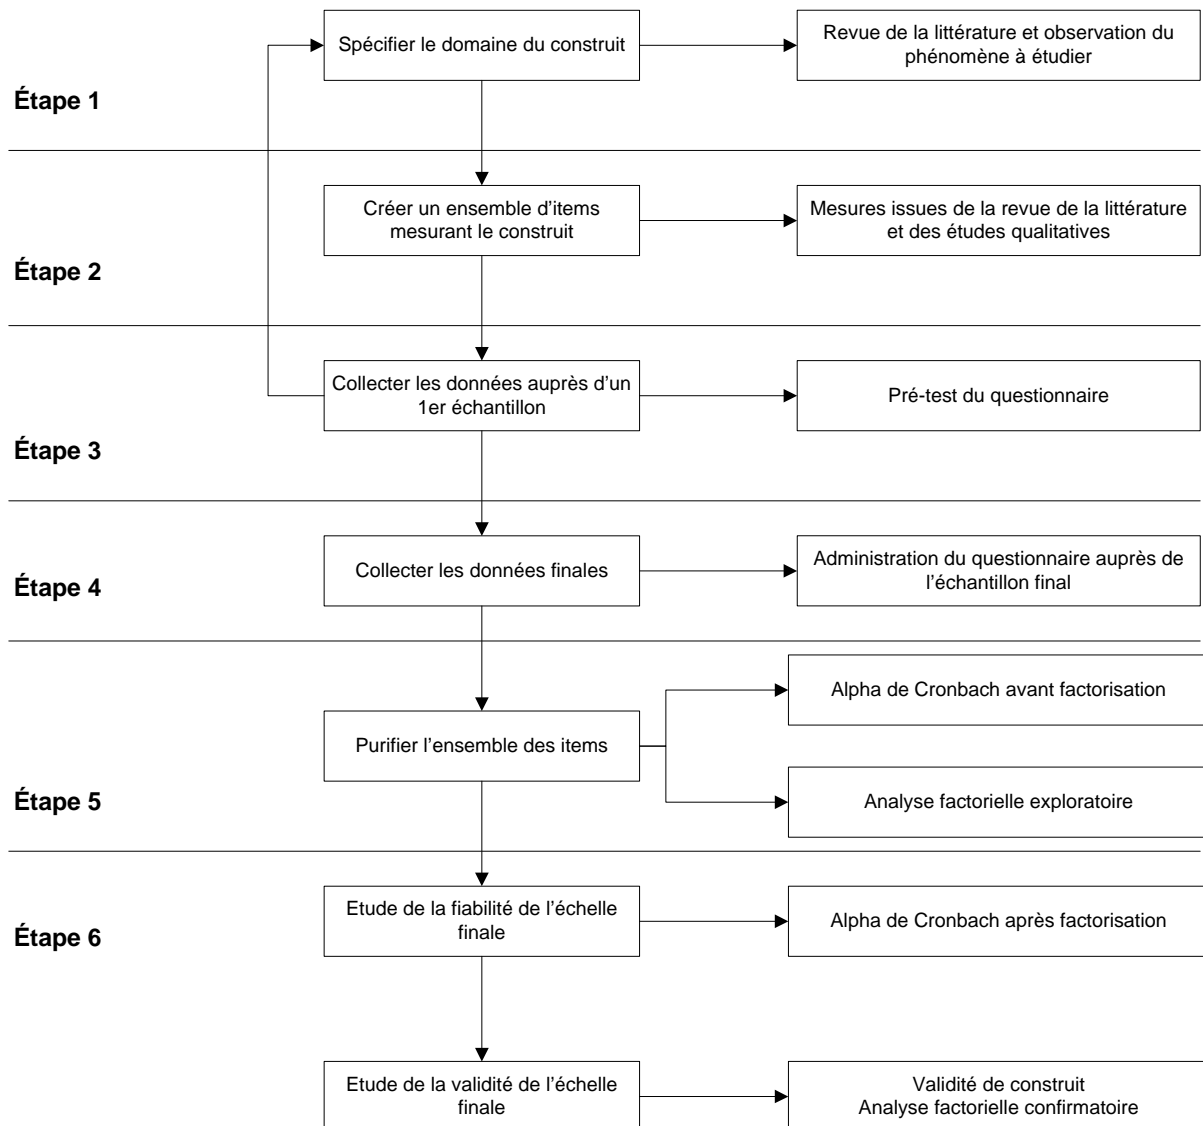 Spécifier le domaine du construit
Revue de la littérature et observation du
phénomène à étudier
Étape 1
Créer un ensemble d'items
mesurant le construit
Mesures issues de la revue de la littérature
et des études qualitatives
Étape 2
Collecter les données auprès d'un
1er échantillon
Pré-test du questionnaire
Étape 3
Collecter les données finales
Administration du questionnaire auprès de
l'échantillon final
Étape 4
Alpha de Cronbach avant factorisation
Purifier l'ensemble des items
Analyse factorielle exploratoire
Étape 5
Etude de la fiabilité de l'échelle
finale
Alpha de Cronbach après factorisation
Étape 6
Etude de la validité de l'échelle
finale
Validité de construit
Analyse factorielle confirmatoire